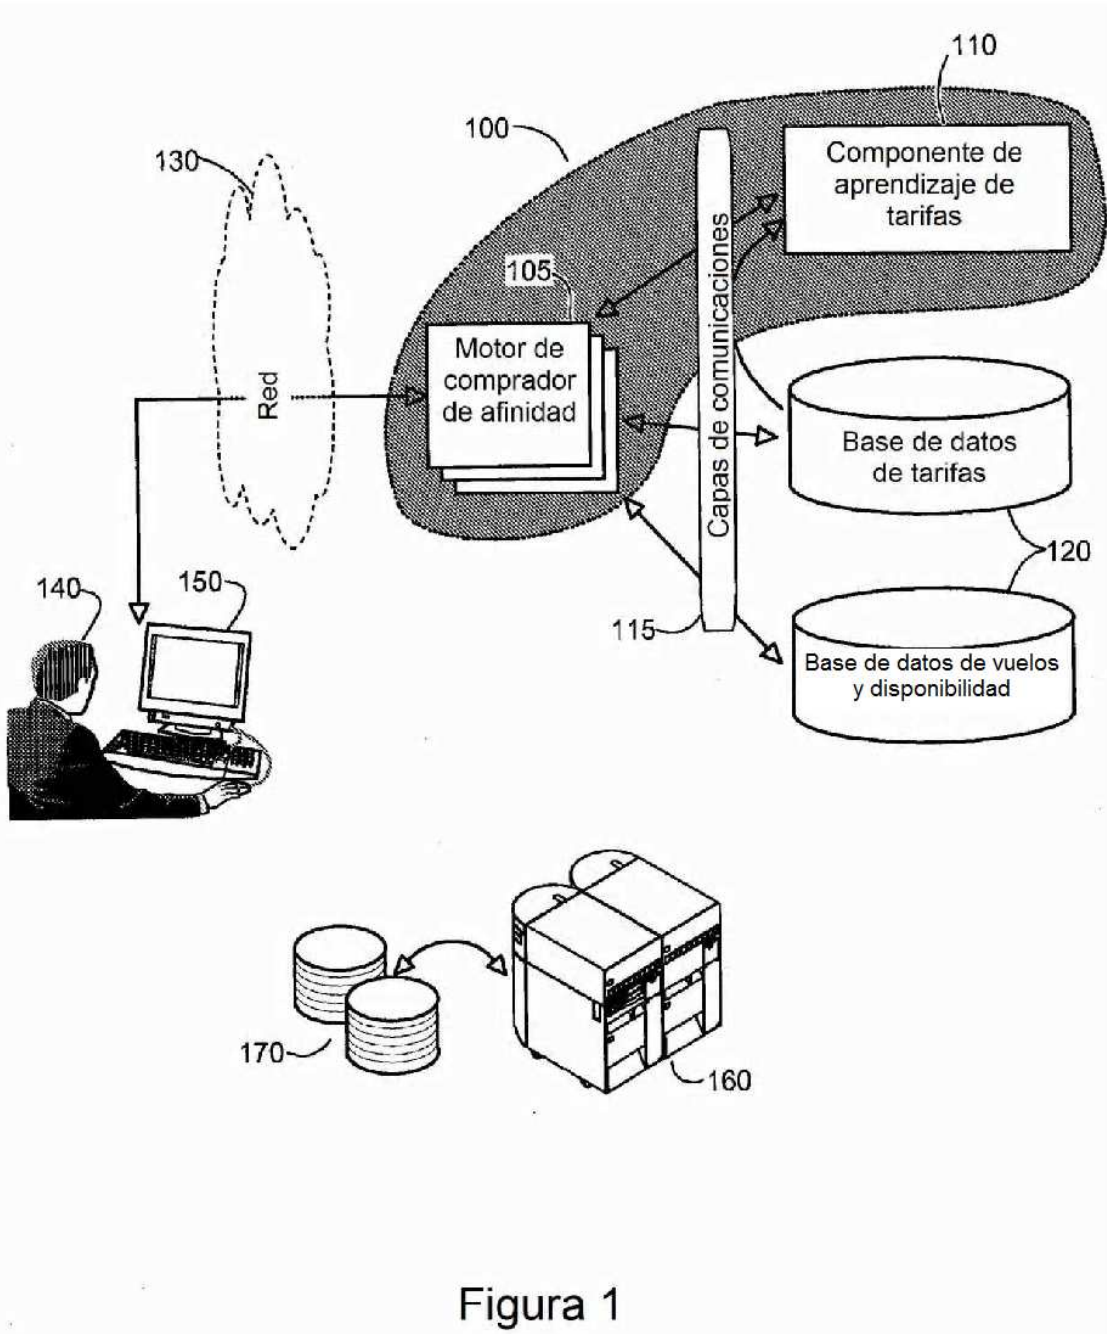 110
100
130
Componente de
aprendizaje de
tarifas
105
Motor de
comprador
de afinidad
Red
Capas de comunicaciones
Base de datos
de tarifas
120
140
150
115
Base de datos de vuelos
y disponibilidad
170
160
Figura 1